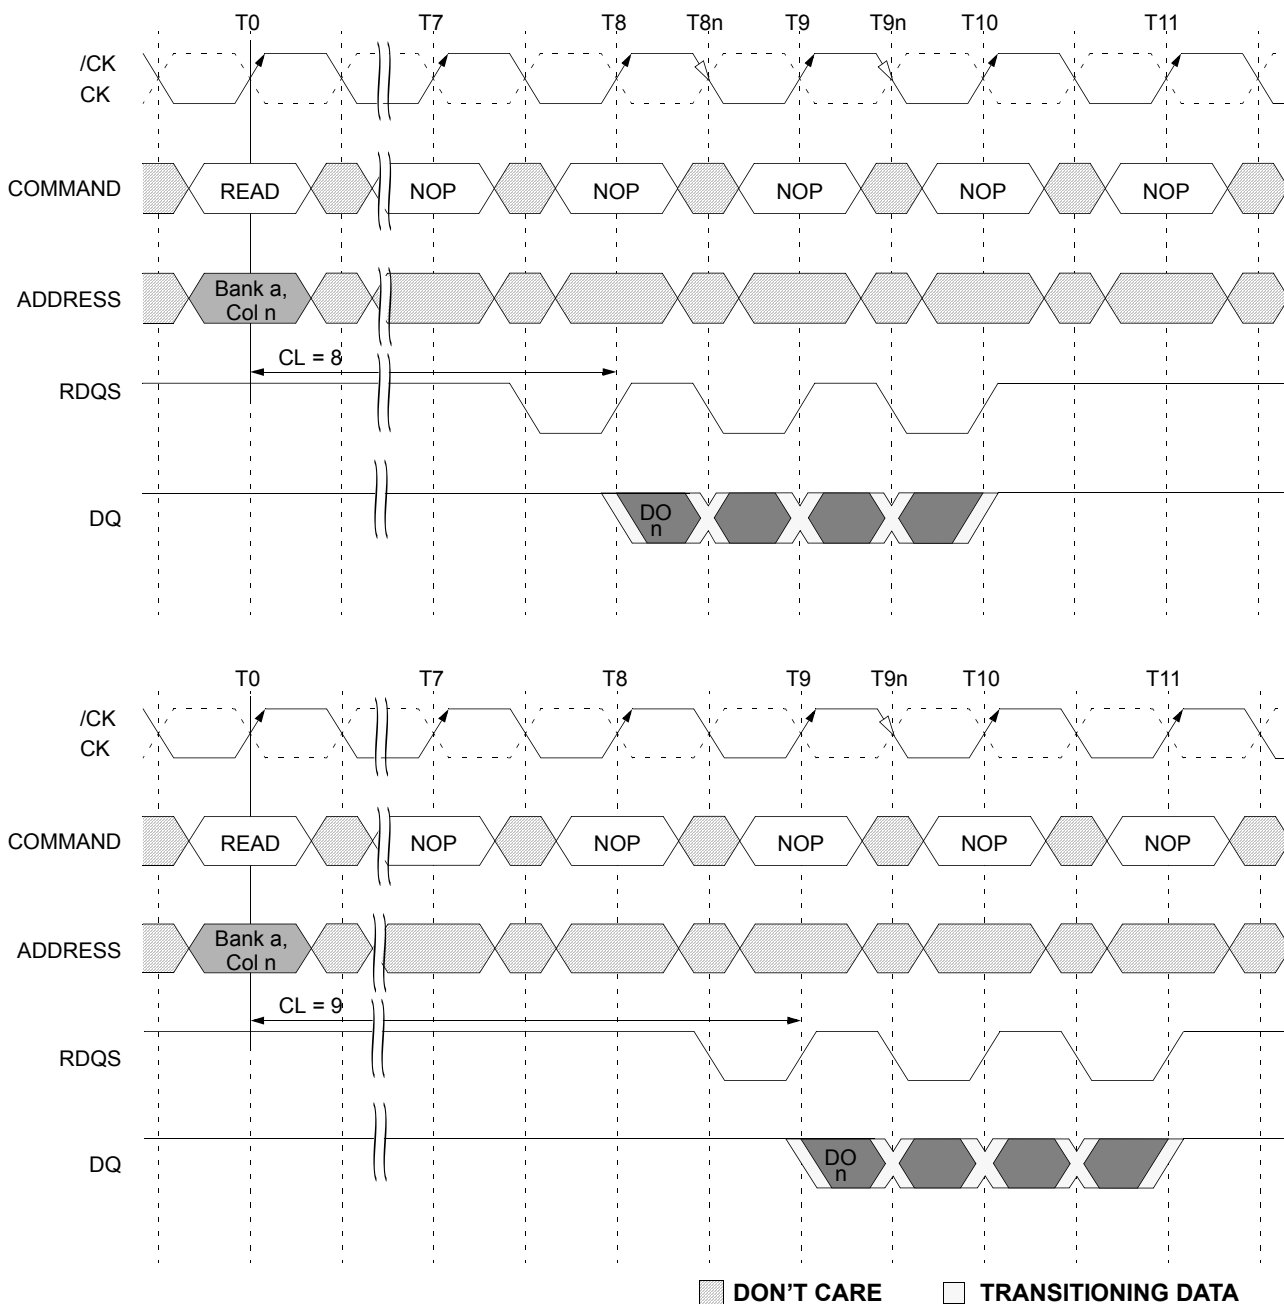 T0 T7 T8 T8n T9 T9n T10 T11
/CK
CK
COMMAND READ NOP NOP NOP NOP NOP
ADDRESS Bank a,
Col n
CL = 8
RDQS
DQ DO
n
T0 T7 T8 T9 T9n T10 T11
/CK
CK
COMMAND READ NOP NOP NOP NOP NOP
ADDRESS Bank a,
Col n
CL = 9
RDQS
DQ DO
n
DON'T CARE TRANSITIONING DATA